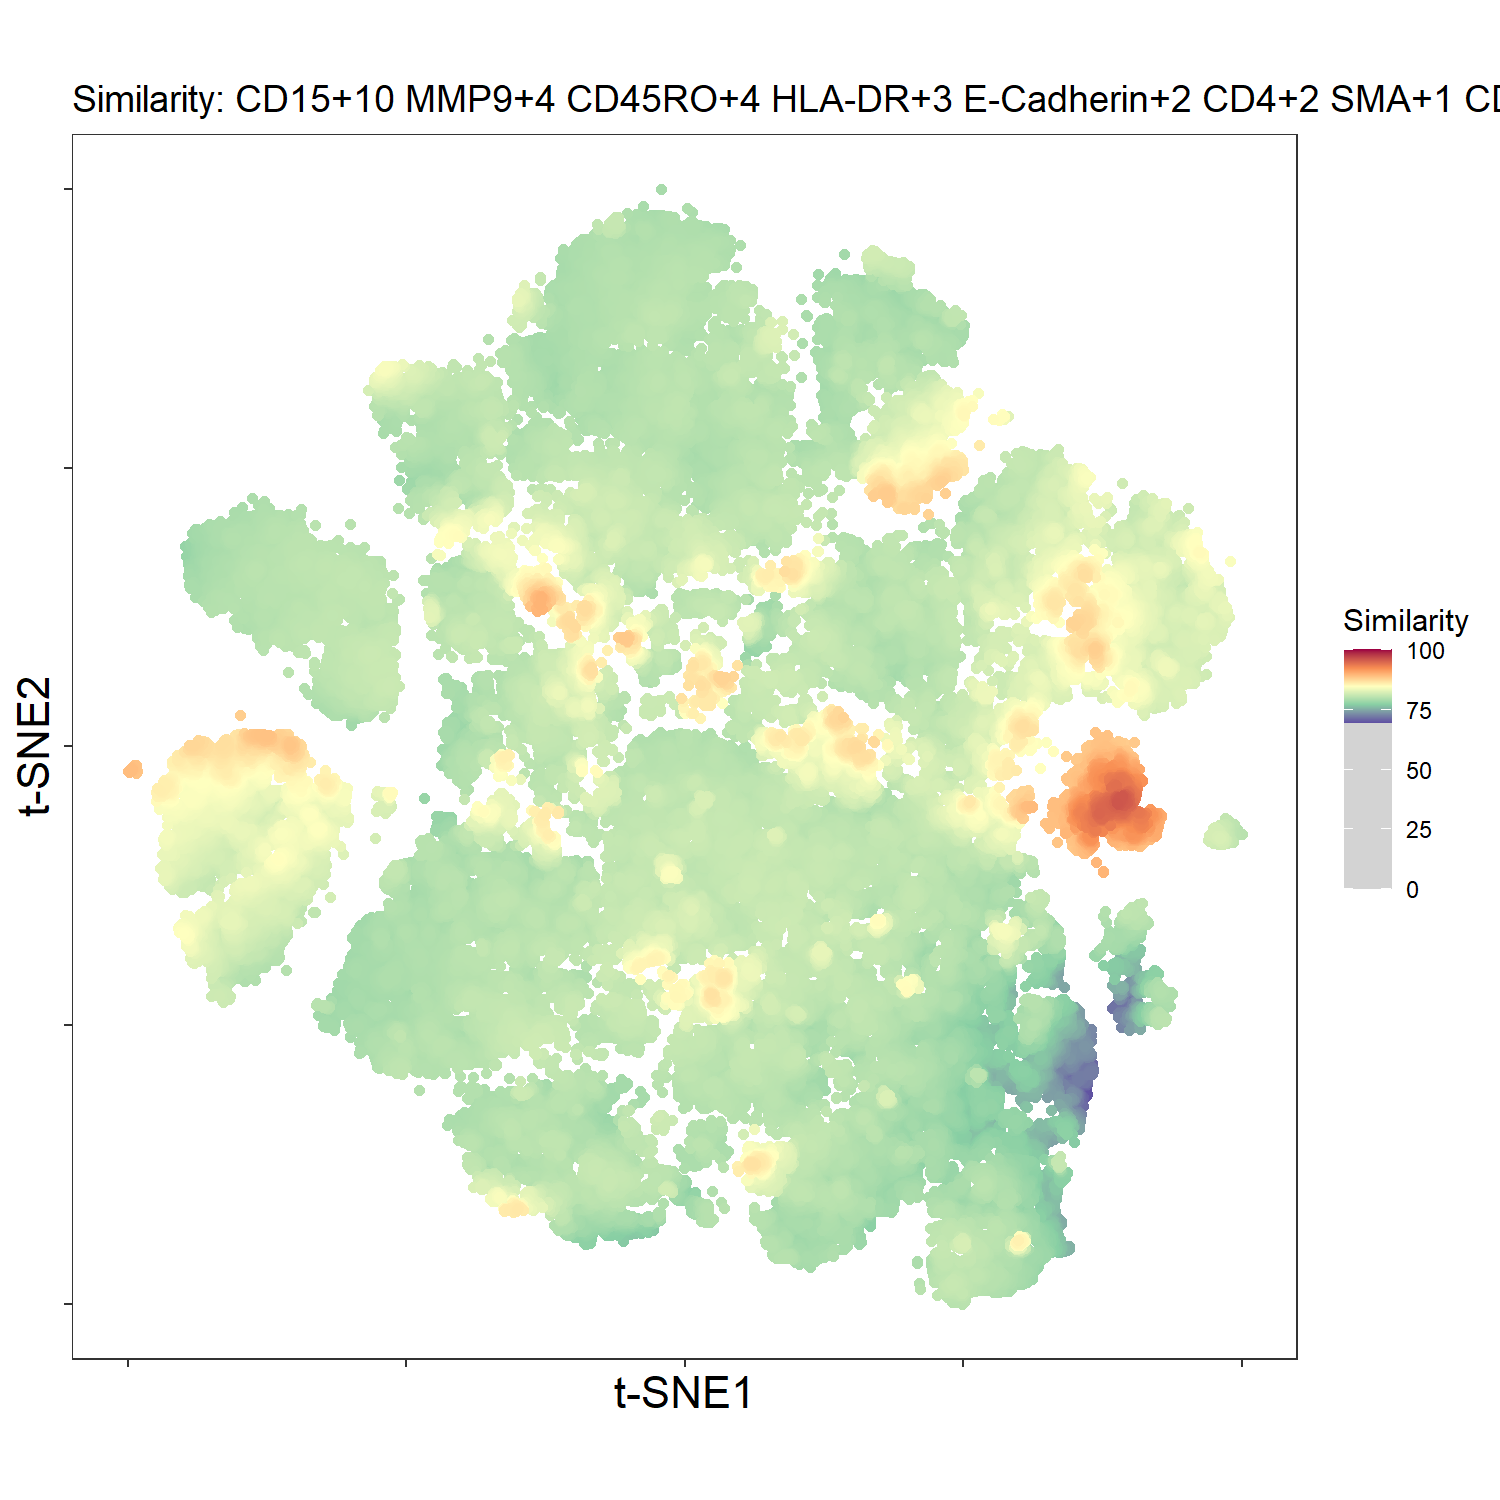 Similarity: CD15+10 MMP9+4 CD45RO+4 HLA-DR+3 E-Cadherin+2 CD4+2 SMA+1 CD
t-SNE2
Similarity
100
75
50
25
0
t-SNE1